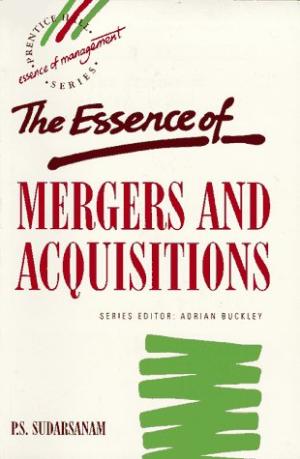 PRENTICE HALL
essence of management
SERIES
The Essence of
MERGERS AND
ACQUISITIONS
SERIES EDITOR: ADRIAN BUCKLEY
P.S. SUDARSANAM